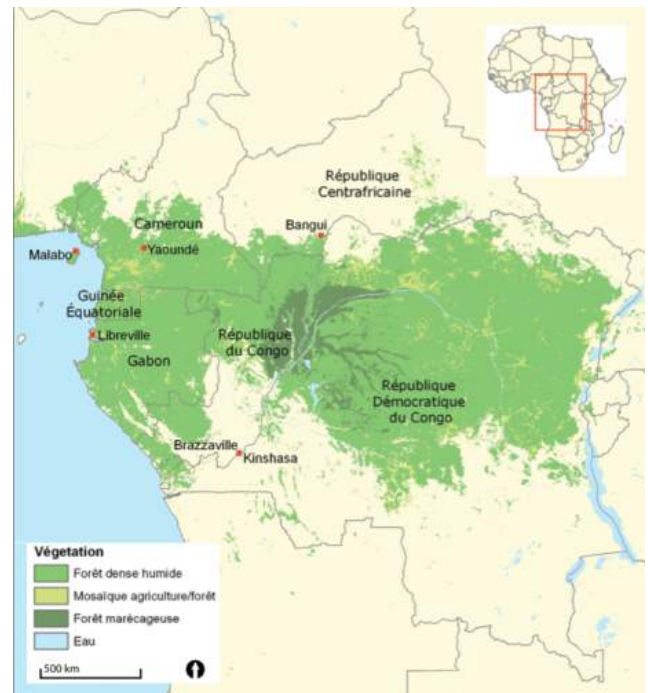 République
Centrafricaine
Bangui
Cameroun
Yaoundé
Malabo
Guinée
Équatoriale
Libreville
Gabon
République
du Congo
République
Démocratique
du Congo
Brazzaville
Kinshasa
Végetation
Forêt dense humide
Mosaïque agriculture/forêt
Forêt marécageuse
Eau
500 km